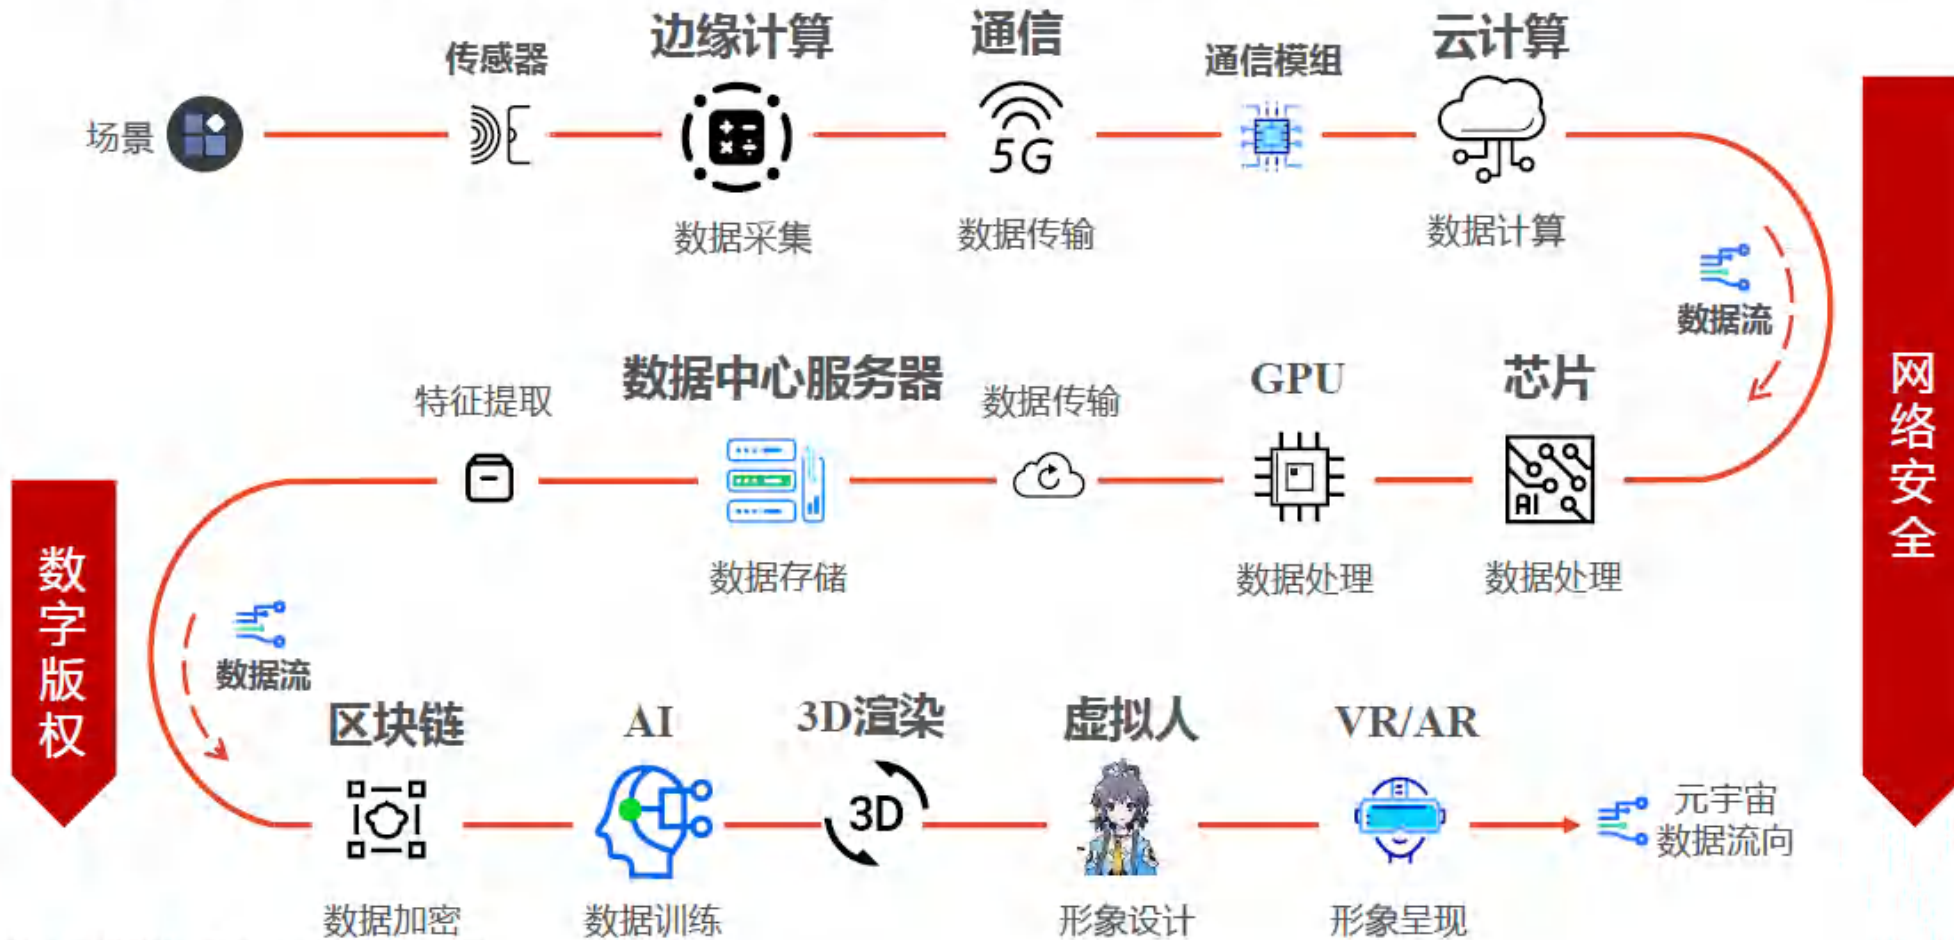 边缘计算
通信
云计算
传感器
通信模组
场景
5G
数据采集
数据传输
数据计算
数据流
网络安全
数据中心服务器
GPU
芯片
特征提取
数据传输
AI
数据存储
数据处理
数据处理
数字版权
数据流
区块链
AI
3D渲染
虚拟人
VR/AR
3D
元宇宙
数据流向
数据加密
数据训练
形象设计
形象呈现